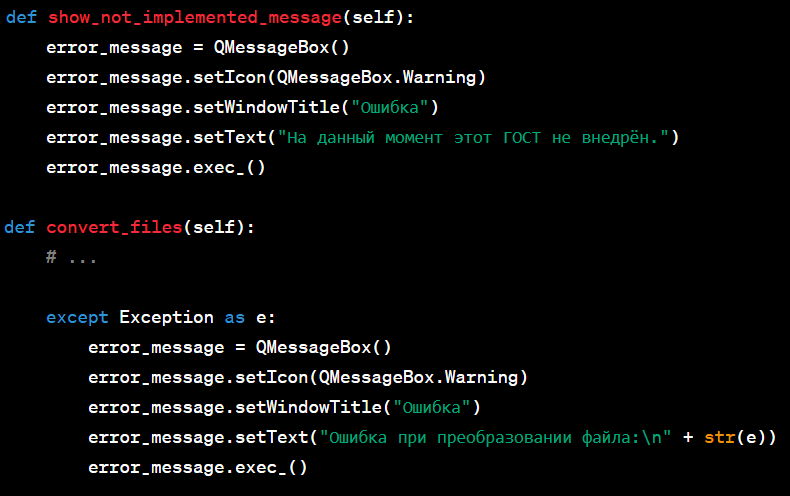 def show_not_implemented_message(self):
    error_message = QMessageBox()
    error_message.setIcon(QMessageBox.Warning)
    error_message.setWindowTitle("Ошибка")
    error_message.setText("На данный момент этот ГОСТ не внедрён.")
    error_message.exec_()
def convert_files(self):
    # ...
    except Exception as e:
        error_message = QMessageBox()
        error_message.setIcon(QMessageBox.Warning)
        error_message.setWindowTitle("Ошибка")
        error_message.setText("Ошибка при преобразовании файла:\n" + str(e))
        error_message.exec_()